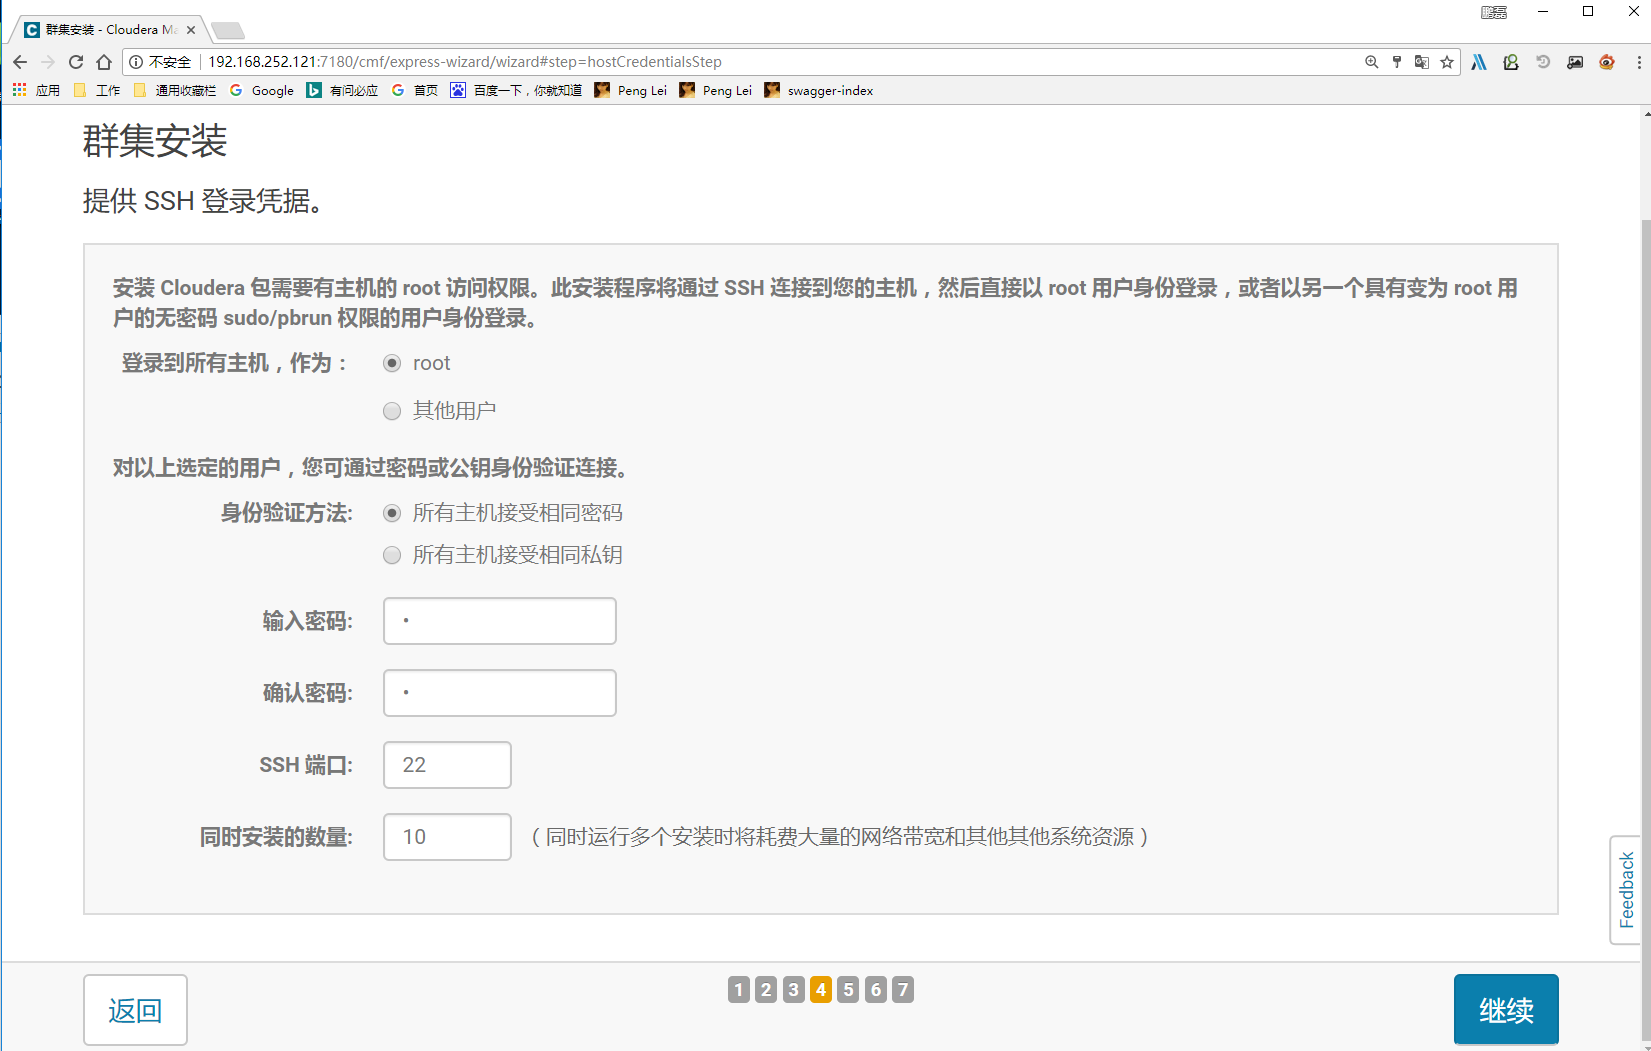 群集安装 - Cloudera Ma
鹏磊
不安全 192.168.252.121:7180/cmf/express-wizard/wizard#step=hostCredentialsStep
应用 工作 通用收藏栏 Google 有问必应 首页 百度一下，你就知道 Peng Lei Peng Lei swagger-index
群集安装
提供 SSH 登录凭据。
安装 Cloudera 包需要有主机的 root 访问权限。此安装程序将通过 SSH 连接到您的主机，然后直接以 root 用户身份登录，或者以另一个具有变为 root 用
户的无密码 sudo/pbrun 权限的用户身份登录。
登录到所有主机，作为： root
其他用户
对以上选定的用户，您可通过密码或公钥身份验证连接。
身份验证方法: 所有主机接受相同密码
所有主机接受相同私钥
输入密码: •
确认密码: •
SSH 端口: 22
同时安装的数量: 10 （同时运行多个安装时将耗费大量的网络带宽和其他其他系统资源）
Feedback
返回 1 2 3 4 5 6 7 继续